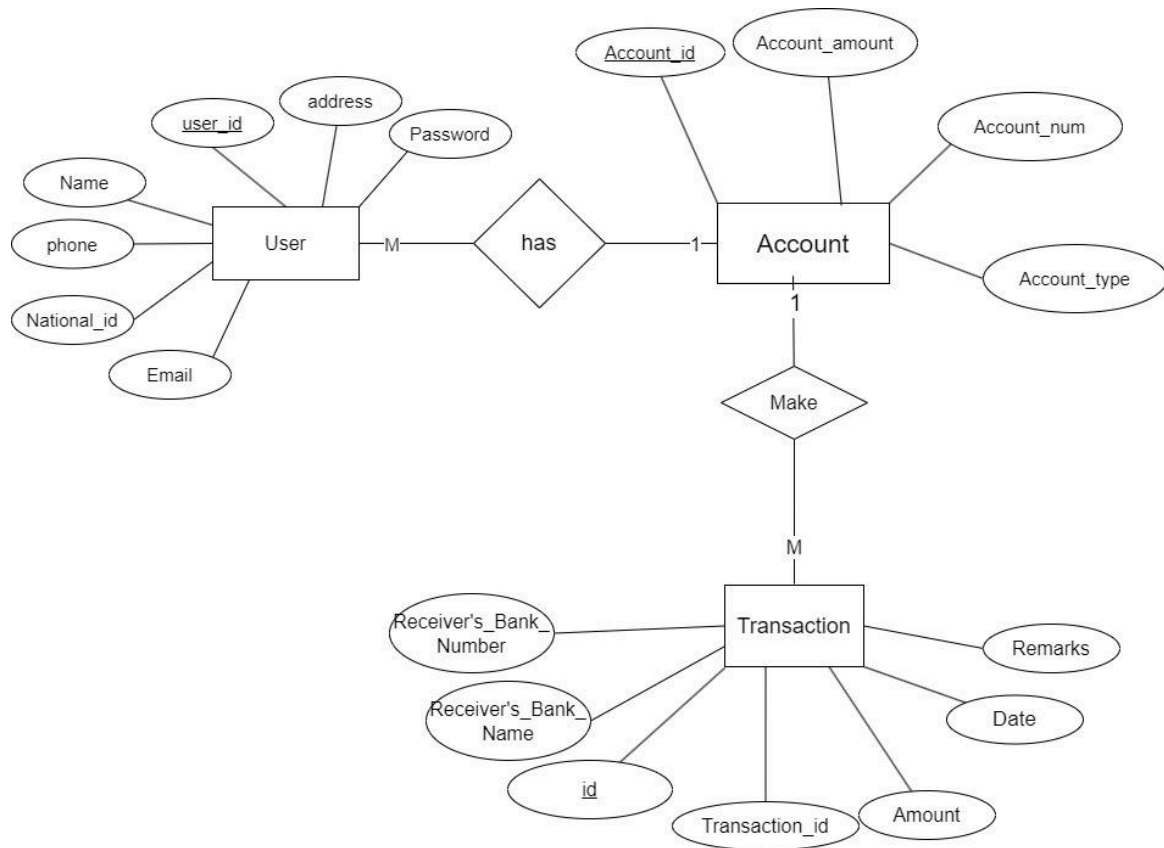 Account_id
Account_amount
address
user_id
Password
Account_num
Name
User
M
has
1
Account
phone
Account_type
1
National_id
Email
Make
M
Receiver's_Bank_
Number
Transaction
Remarks
Receiver's_Bank_
Name
Date
id
Transaction_id
Amount